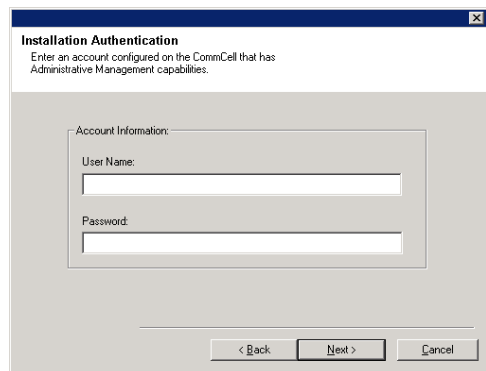 Installation Authentication
Enter an account configured on the CommCell that has
Administrative Management capabilities.
Account Information:
User Name:
Password:
< Back
Next >
Cancel